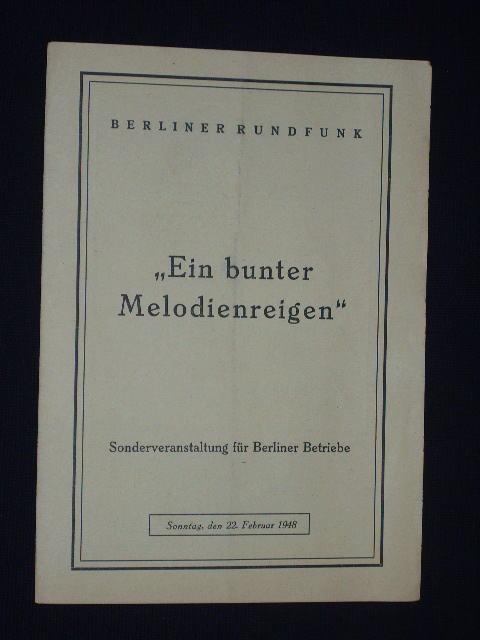 BERLINER RUNDFUNK
„Ein bunter
Melodienreigen“
Sonderveranstaltung für Berliner Betriebe
Sonntag, den 22. Februar 1948